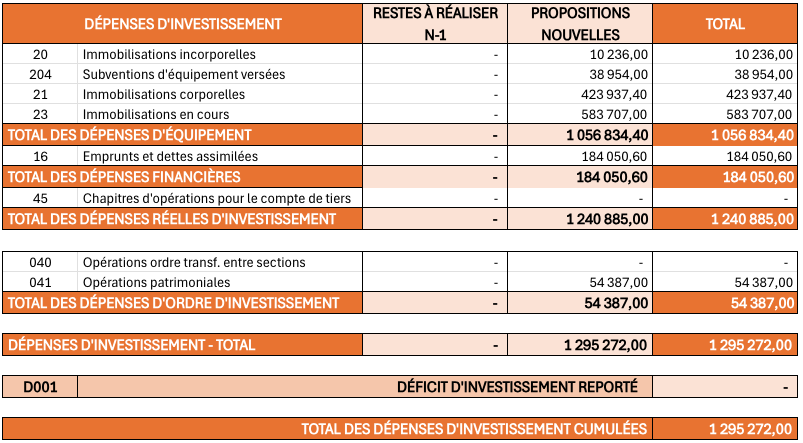 DÉPENSES D'INVESTISSEMENT RESTES À RÉALISER N-1 PROPOSITIONS NOUVELLES TOTAL
20 Immobilisations incorporelles - 10 236,00 10 236,00
204 Subventions d'équipement versées - 38 954,00 38 954,00
21 Immobilisations corporelles - 423 937,40 423 937,40
23 Immobilisations en cours - 583 707,00 583 707,00
TOTAL DES DÉPENSES D'ÉQUIPEMENT - 1 056 834,40 1 056 834,40
16 Emprunts et dettes assimilées - 184 050,60 184 050,60
TOTAL DES DÉPENSES FINANCIÈRES - 184 050,60 184 050,60
45 Chapitres d'opérations pour le compte de tiers - - -
TOTAL DES DÉPENSES RÉELLES D'INVESTISSEMENT - 1 240 885,00 1 240 885,00
040 Opérations ordre transf. entre sections - - -
041 Opérations patrimoniales - 54 387,00 54 387,00
TOTAL DES DÉPENSES D'ORDRE D'INVESTISSEMENT - 54 387,00 54 387,00
DÉPENSES D'INVESTISSEMENT - TOTAL - 1 295 272,00 1 295 272,00
D001 DÉFICIT D'INVESTISSEMENT REPORTÉ -
TOTAL DES DÉPENSES D'INVESTISSEMENT CUMULÉES 1 295 272,00